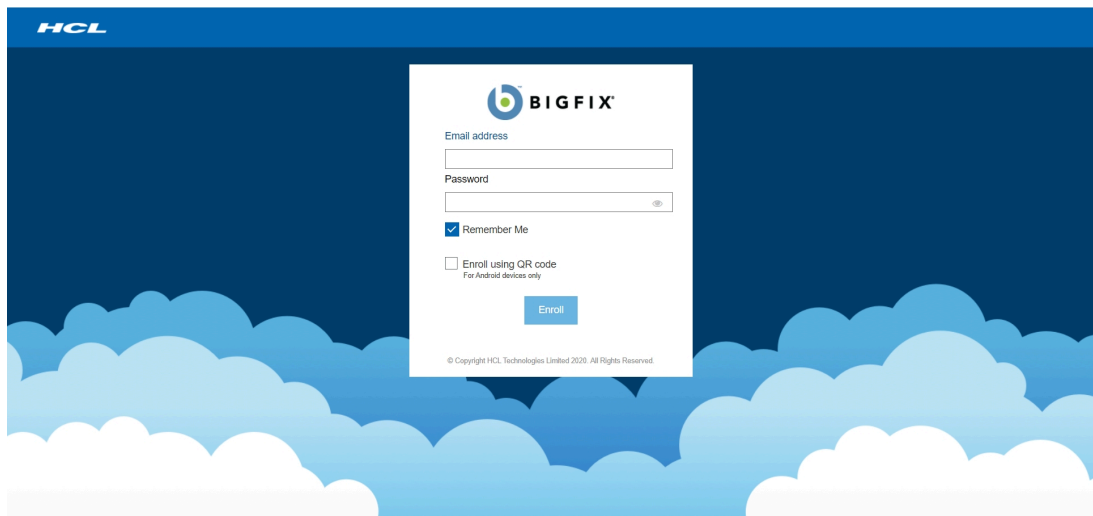 HCL
BIGFIX®
Email address
Password
Remember Me
Enroll using QR code
For Android devices only
Enroll
© Copyright HCL Technologies Limited 2020. All Rights Reserved.